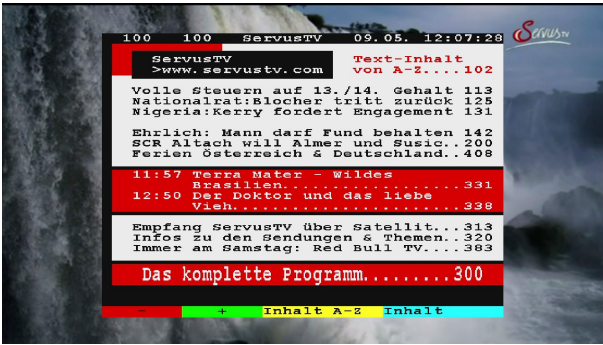 100 100 ServusTV 09.05. 12:07:28
ServusTV
ServusTV
>www.servustv.com
Text-Inhalt
von A-Z....102
Volle Steuern auf 13./14. Gehalt 113
Nationalrat:Blocher tritt zurück 125
Nigeria:Kerry fordert Engagement 131
Ehrlich: Mann darf Fund behalten 142
SCR Altach will Almer und Susic..200
Ferien Österreich & Deutschland..408
11:57 Terra Mater - Wildes
Brasilien.................331
12:50 Der Doktor und das liebe
Vieh......................338
Empfang ServusTV über Satellit...313
Infos zu den Sendungen & Themen..320
Immer am Samstag: Red Bull TV....383
Das komplette Programm.........300
- + Inhalt A-Z Inhalt